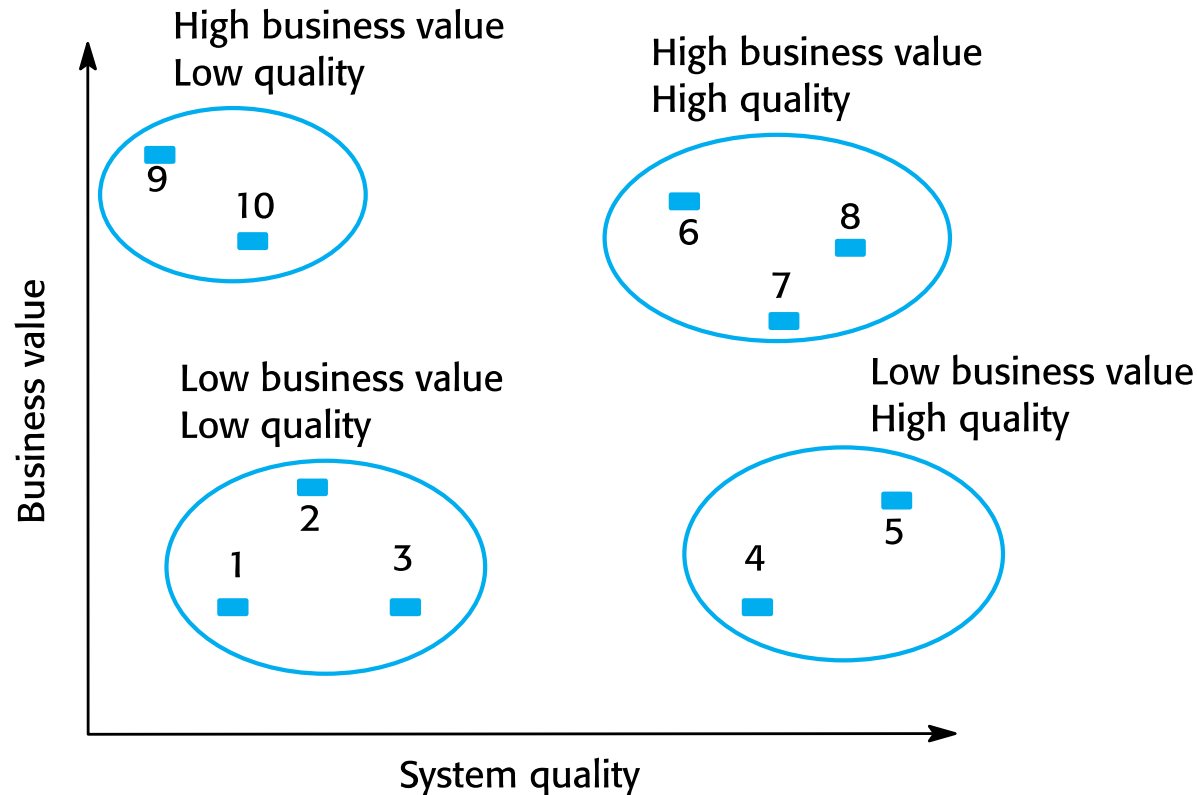 High business value
Low quality
High business value
High quality
9
10
6
8
7
Business value
Low business value
Low quality
Low business value
High quality
2
1
3
5
4
System quality